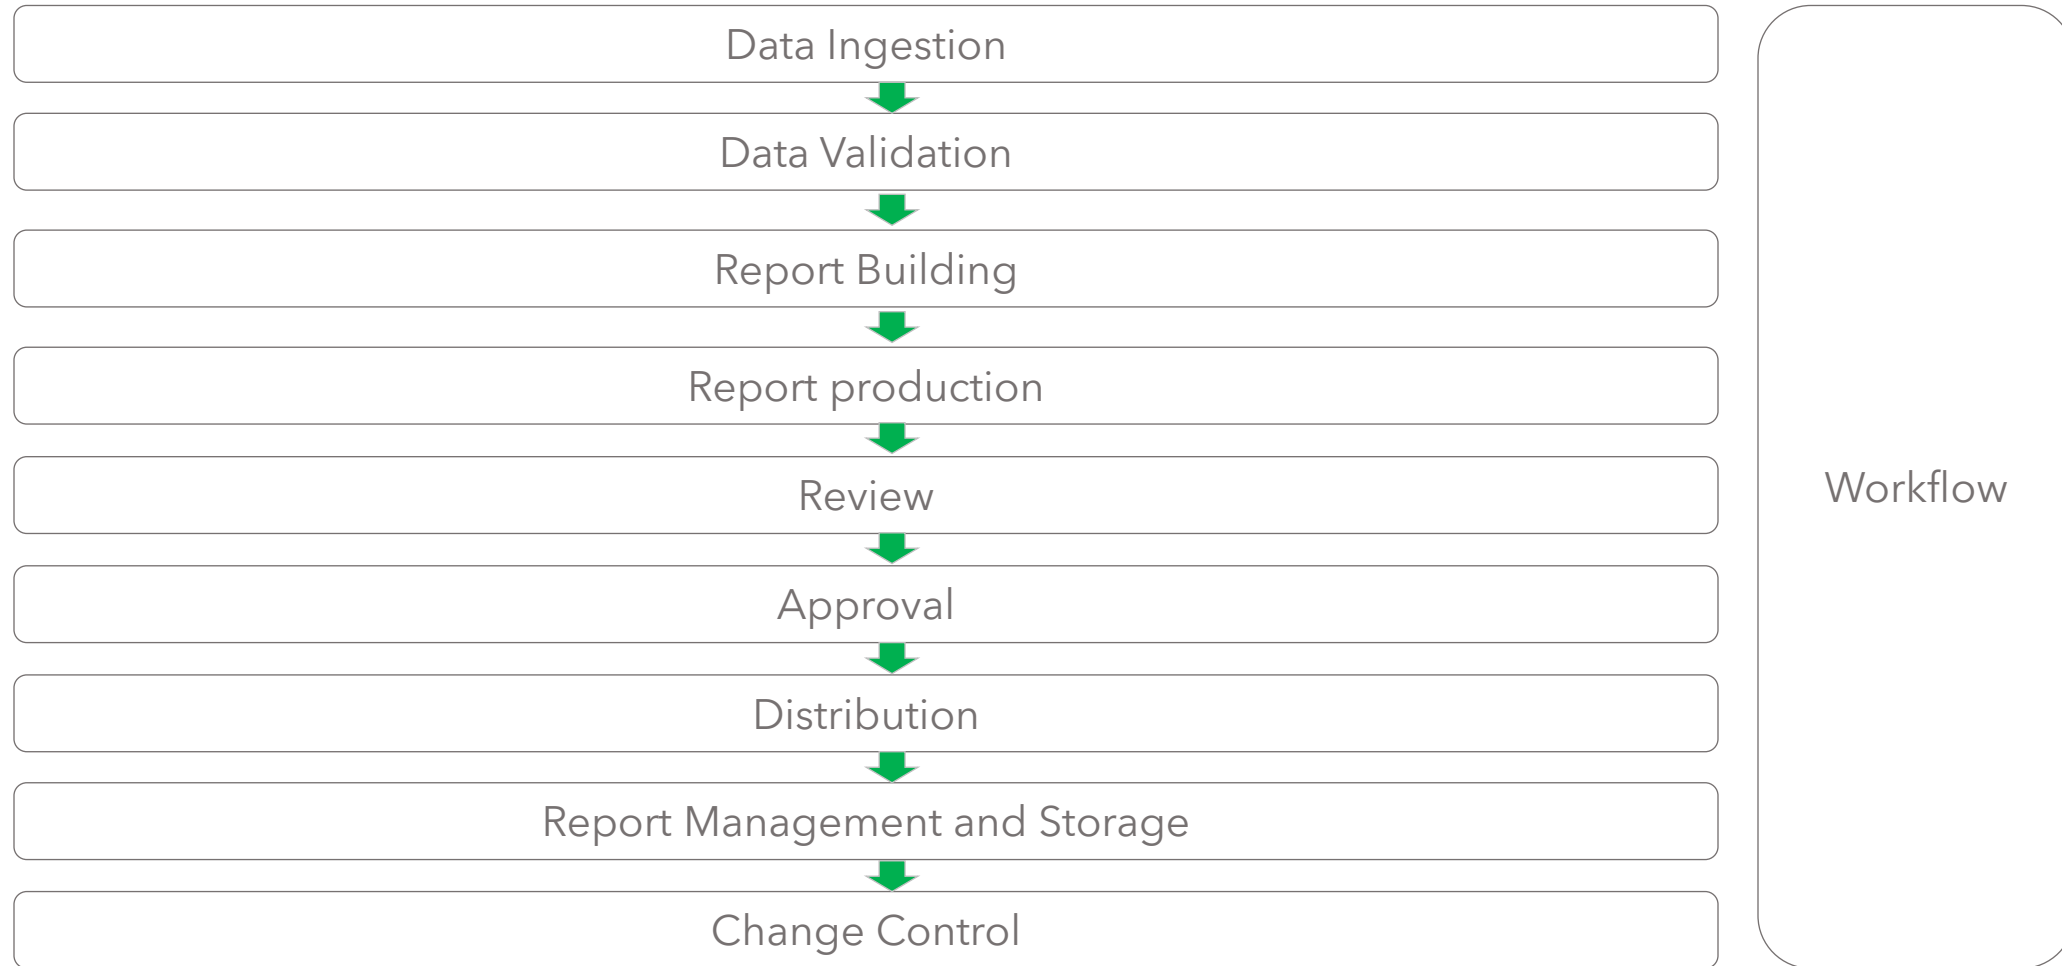 Data Ingestion
Data Validation
Report Building
Report production
Review
Approval
Distribution
Report Management and Storage
Change Control
Workflow